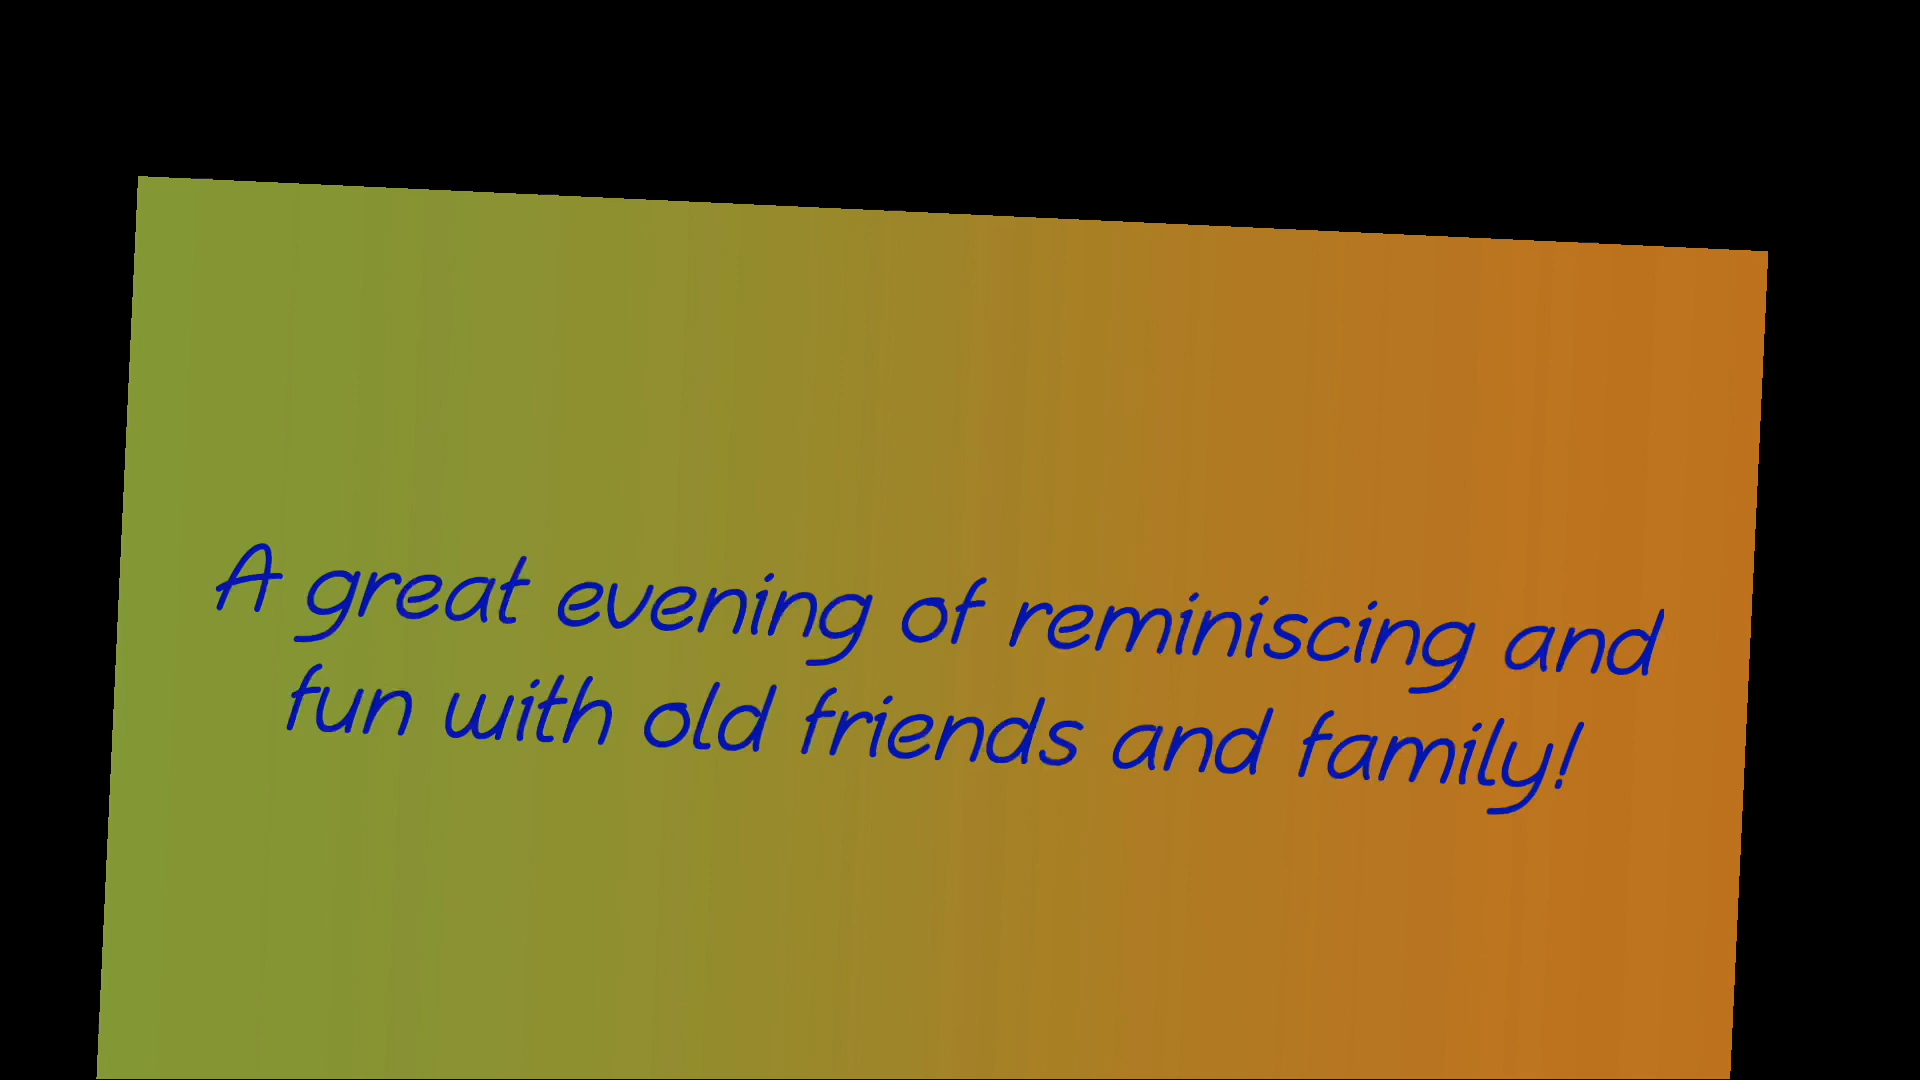 A great evening of reminiscing and
fun with old friends and family!